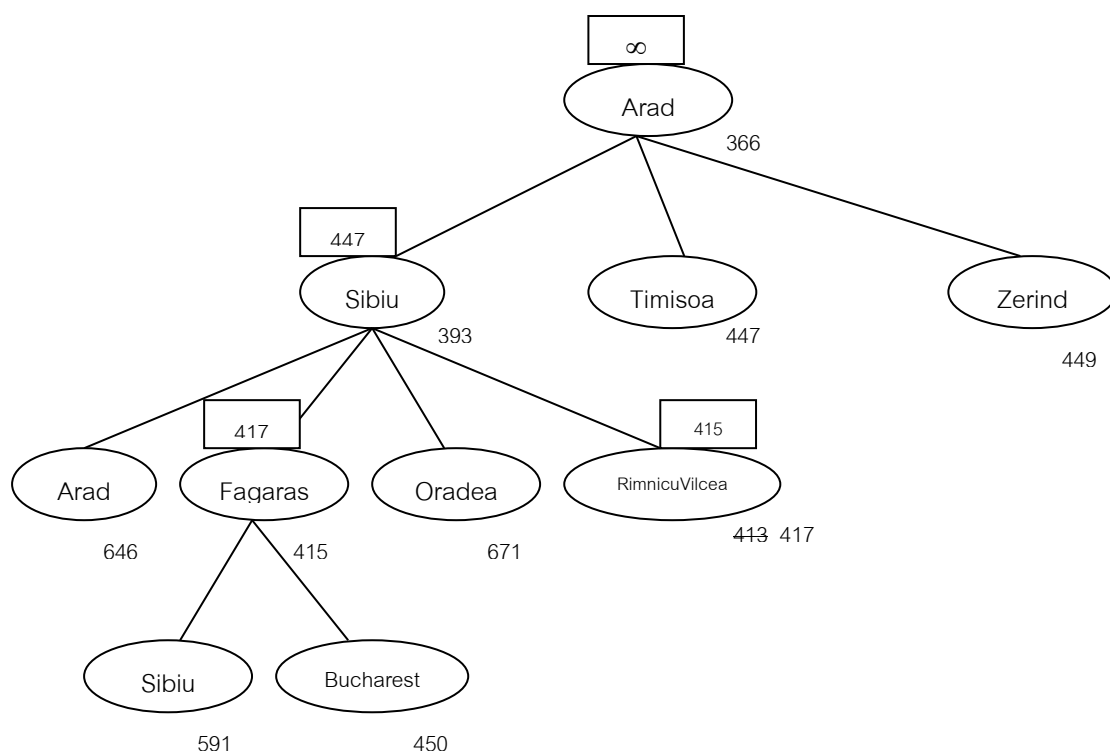 ∞
Arad
366
447
Sibiu
Timisoa
Zerind
393
447
449
417
415
Arad
Fagaras
Oradea
RimnicuVilcea
646
415
671
413 417
Sibiu
Bucharest
591
450